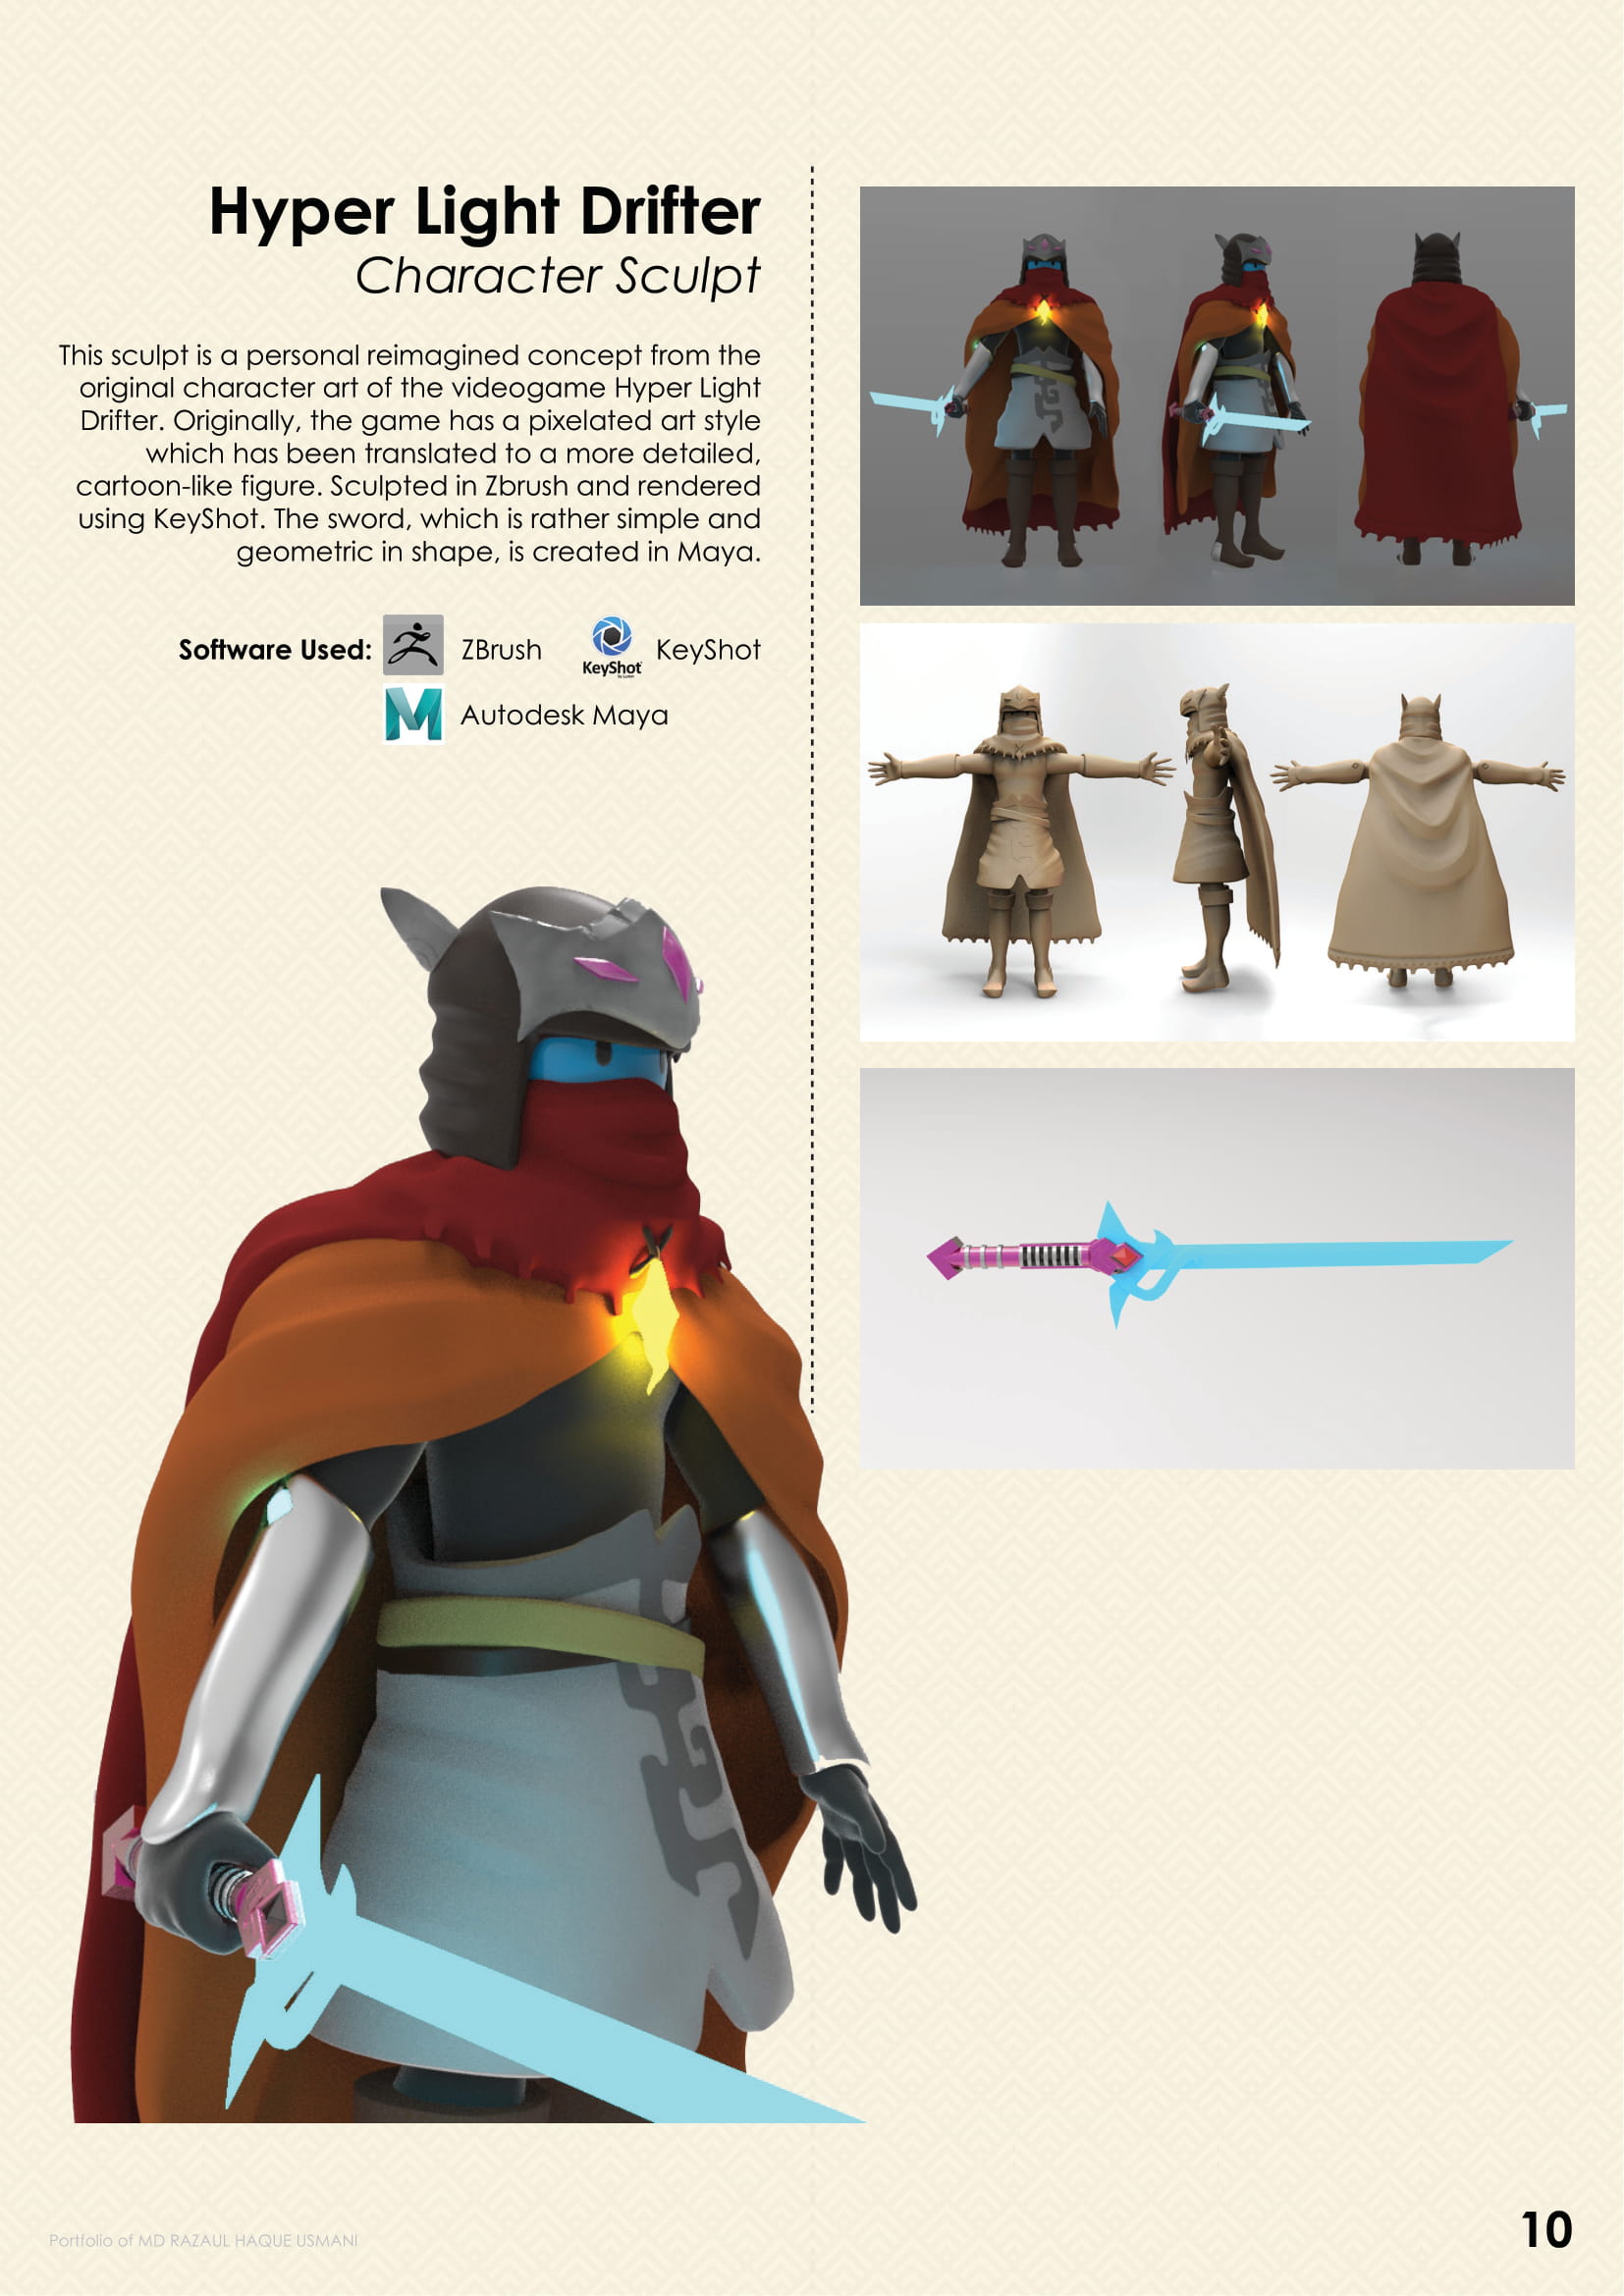 Hyper Light Drifter
Character Sculpt
This sculpt is a personal reimagined concept from the
original character art of the videogame Hyper Light
Drifter. Originally, the game has a pixelated art style
which has been translated to a more detailed,
cartoon-like figure. Sculpted in Zbrush and rendered
using KeyShot. The sword, which is rather simple and
geometric in shape, is created in Maya.
Software Used: ZBrush KeyShot KeyShot
Autodesk Maya
Portfolio of MD RAZAUL HAQUE USMANI
10